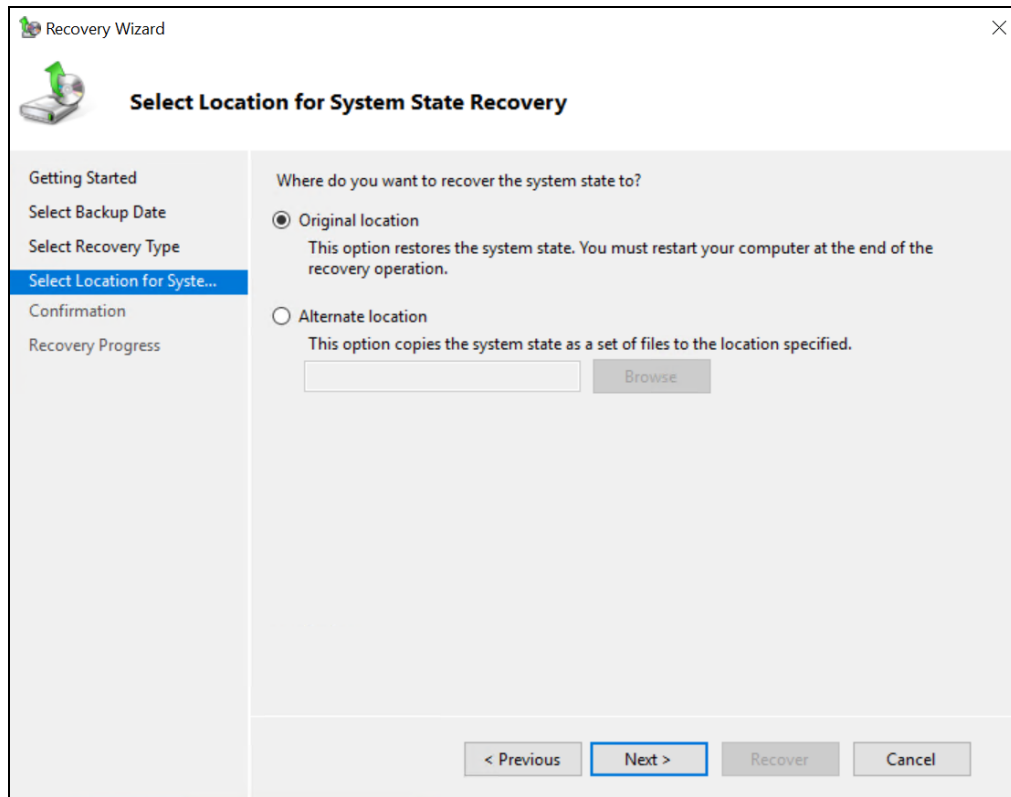 Recovery Wizard
Select Location for System State Recovery
Getting Started
Select Backup Date
Select Recovery Type
Select Location for Syste...
Confirmation
Recovery Progress
Where do you want to recover the system state to?
Original location
This option restores the system state. You must restart your computer at the end of the
recovery operation.
Alternate location
This option copies the system state as a set of files to the location specified.
Browse
< Previous
Next >
Recover
Cancel